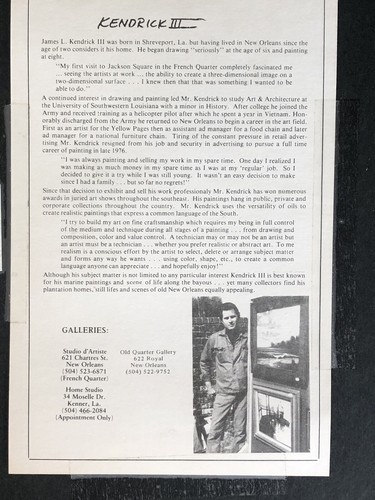 KENDRICK III
James L. Kendrick III was born in Shreveport, La. but having lived in New Orleans since the
age of two considers it his home. He began drawing "seriously" at the age of six and painting
at eight.
"My first visit to Jackson Square in the French Quarter completely fascinated me
... seeing the artists at work ... the ability to create a three-dimensional image on a
two-dimensional surface . . . I knew then that that was something I wanted to be
able to do."
A continued interest in drawing and painting led Mr. Kendrick to study Art & Architecture at
the University of Southwestern Louisiana with a minor in History. After college he joined the
Army and received training as a helicopter pilot after which he spent a year in Vietnam. Hon-
orably discharged from the Army he returned to New Orleans to begin a career in the art field.
First as an artist for the Yellow Pages then as assistant ad manager for a food chain and later
ad manager for a national furniture chain. Tiring of the constant pressure in retail adver-
tising Mr. Kendrick resigned from his job and security in advertising to pursue a full time
career of painting in late 1976.
"I was always painting and selling my work in my spare time. One day I realized I
was making as much money in my spare time as I was at my 'regular' job. So I
decided to give it a try while I was still young. It wasn't an easy decision to make
since I had a family . . . but so far no regrets!"
Since that decision to exhibit and sell his work professionaly Mr. Kendrick has won numerous
awards in juried art shows throughout the southeast. His paintings hang in public, private and
corporate collections throughout the country. Mr. Kendrick uses the versatility of oils to
create realistic paintings that express a common language of the South.
"I try to build my art on fine craftsmanship which requires my being in full control
of the medium and technique during all stages of a painting . . . from drawing and
composition, color and value control. A technician may or may not be an artist but
an artist must be a technician . . . whether you prefer realistic or abstract art. To me
realism is a conscious effort by the artist to select, delete or arrange subject matter
and forms any way he wants . . . using color, shape, etc., to create a common
language anyone can appreciate . . . and hopefully enjoy!"
Although his subject matter is not limited to any particular interest Kendrick III is best known
for his marine paintings and scene of life along the bayous . . . yet many collectors find his
plantation homes, still lifes and scenes of old New Orleans equally appealing.
GALLERIES:
Studio d'Artiste
621 Chartres St.
New Orleans
(504) 523-6871
(French Quarter)
Old Quarter Gallery
622 Royal
New Orleans
(504) 522-9752
Home Studio
34 Moselle Dr.
Kenner, La.
(504) 466-2084
(Appointment Only)